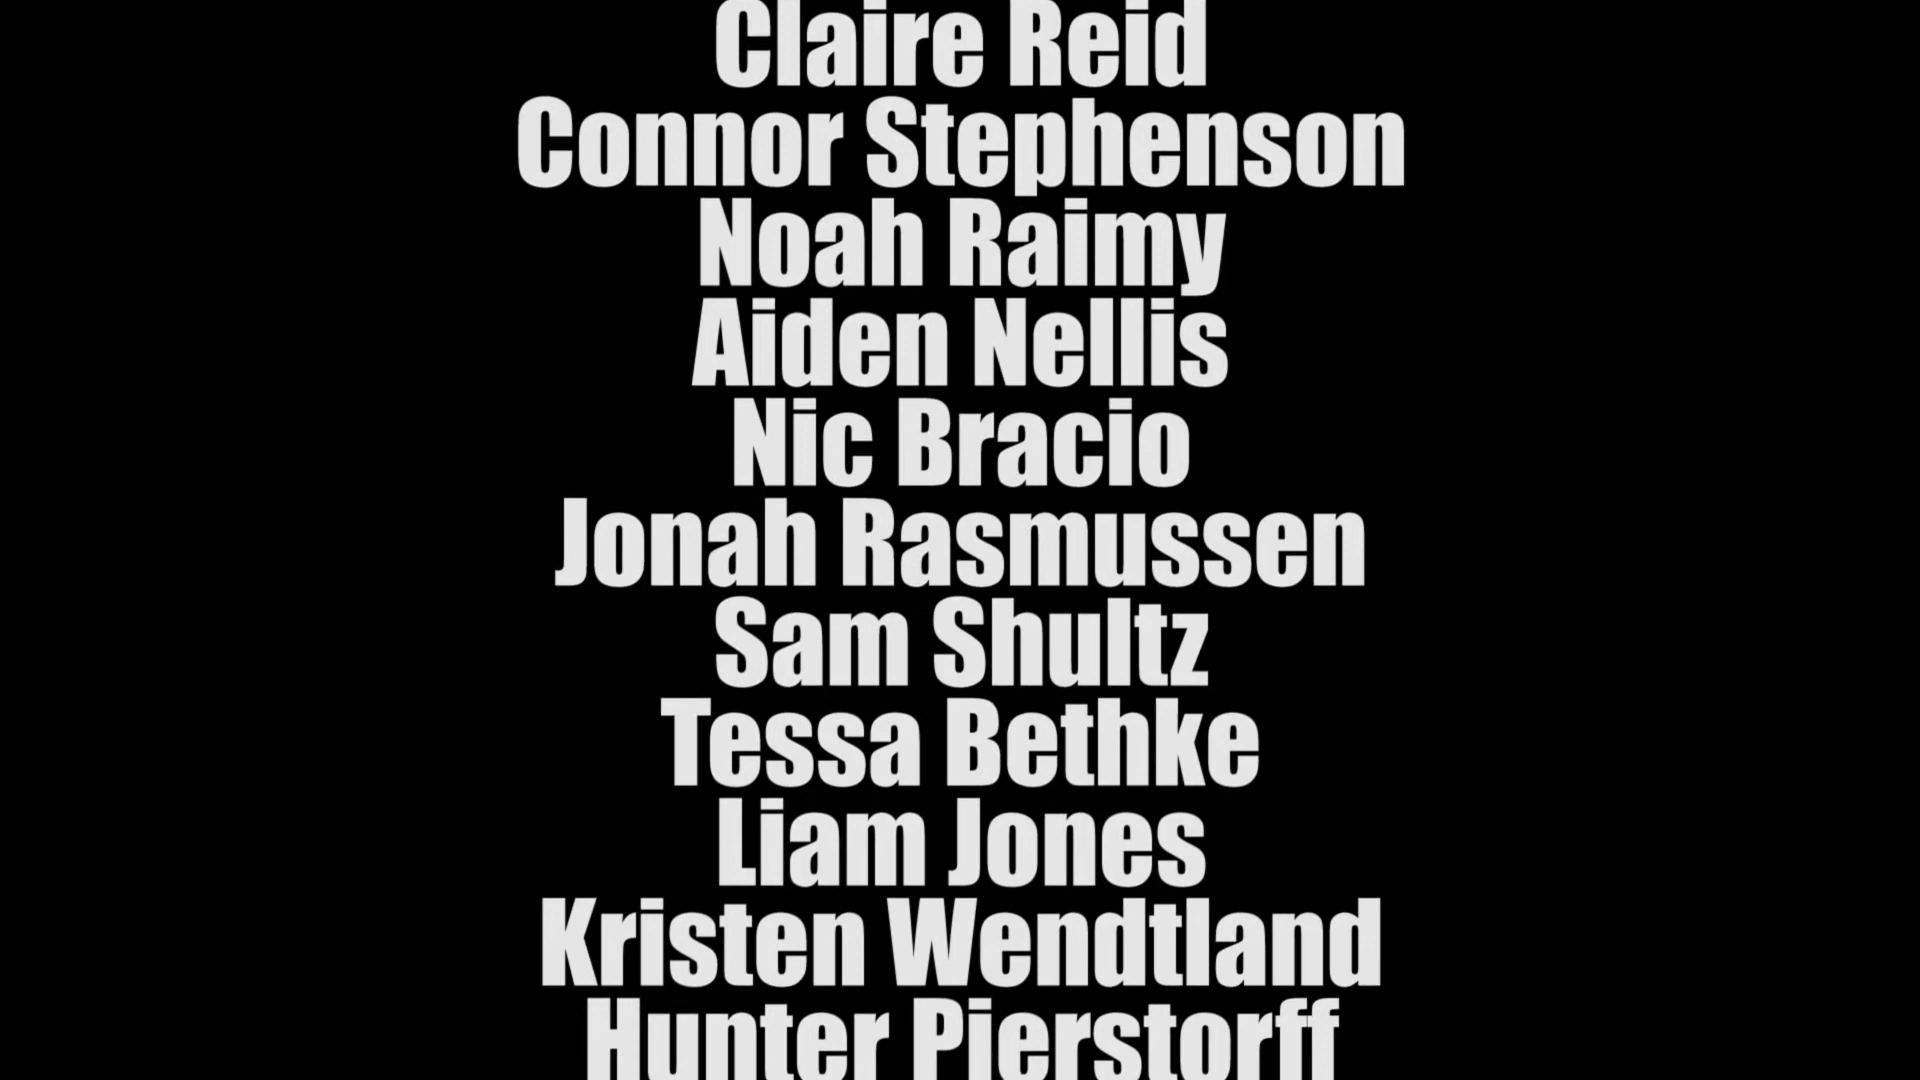 Claire Reid
Connor Stephenson
Noah Raimy
Aiden Nellis
Nic Bracio
Jonah Rasmussen
Sam Shultz
Tessa Bethke
Liam Jones
Kristen Wendtland
Hunter Pierstorff